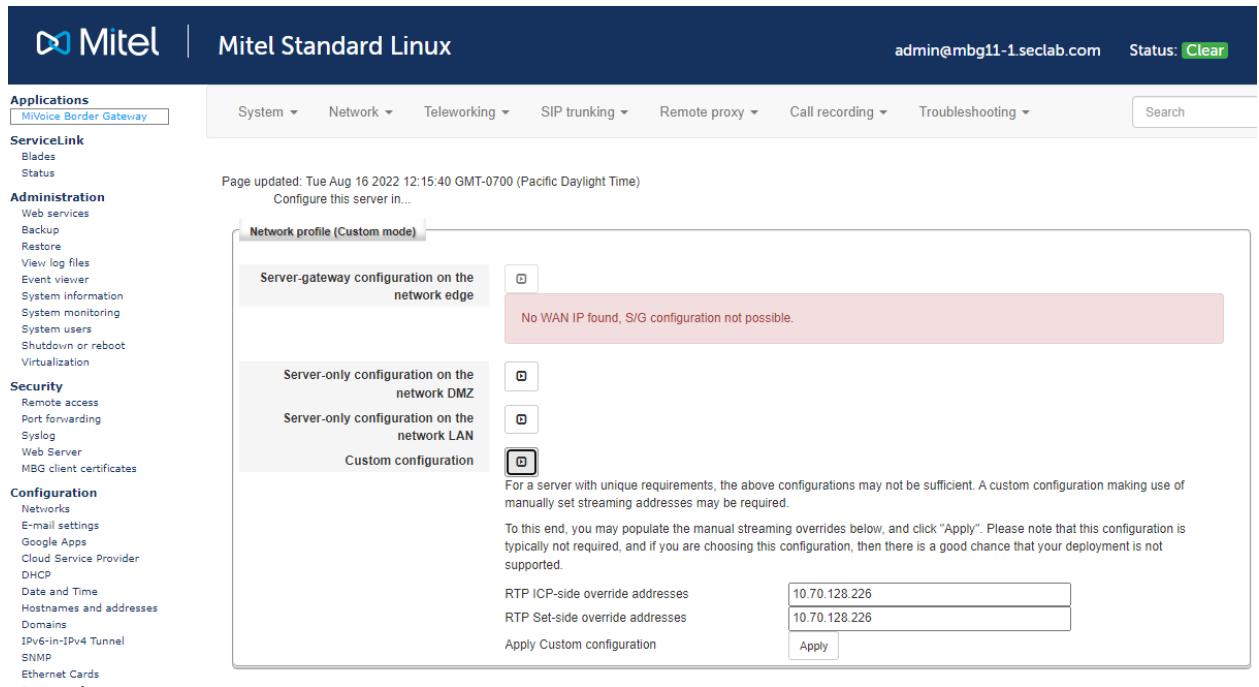 Mitel
Mitel Standard Linux
admin@mbg11-1.seclab.com Status: Clear
Applications
MiVoice Border Gateway
ServiceLink
Blades
Status
Administration
Web services
Backup
Restore
View log files
Event viewer
System information
System monitoring
System users
Shutdown or reboot
Virtualization
Security
Remote access
Port forwarding
Syslog
Web Server
MBG client certificates
Configuration
Networks
E-mail settings
Google Apps
Cloud Service Provider
DHCP
Date and Time
Hostnames and addresses
Domains
IPv6-in-IPv4 Tunnel
SNMP
Ethernet Cards
System Network Teleworking SIP trunking Remote proxy Call recording Troubleshooting Search
Page updated: Tue Aug 16 2022 12:15:40 GMT-0700 (Pacific Daylight Time)
Configure this server in...
Network profile (Custom mode)
Server-gateway configuration on the
network edge
No WAN IP found, S/G configuration not possible.
Server-only configuration on the
network DMZ
Server-only configuration on the
network LAN
Custom configuration
For a server with unique requirements, the above configurations may not be sufficient. A custom configuration making use of
manually set streaming addresses may be required.
To this end, you may populate the manual streaming overrides below, and click "Apply". Please note that this configuration is
typically not required, and if you are choosing this configuration, then there is a good chance that your deployment is not
supported.
RTP ICP-side override addresses 10.70.128.226
RTP Set-side override addresses 10.70.128.226
Apply Custom configuration Apply